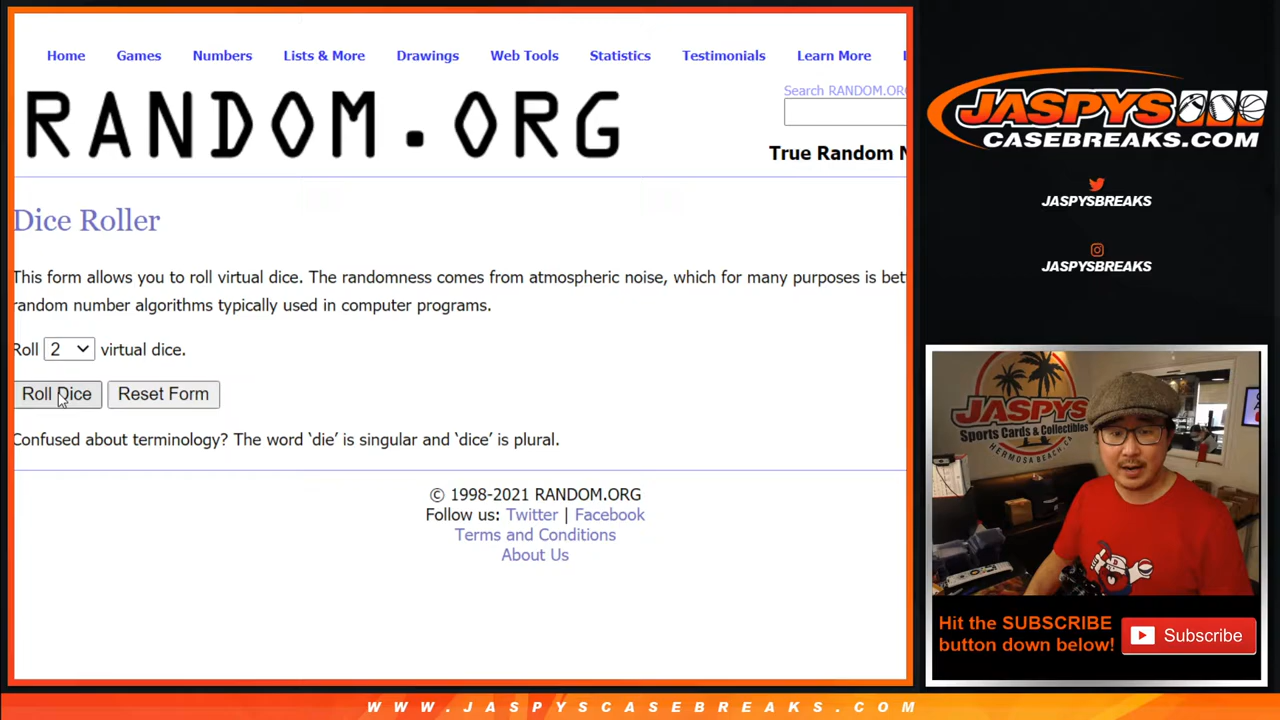 Home Games Numbers Lists & More Drawings Web Tools Statistics Testimonials Learn More
RANDOM.ORG
Search RANDOM.ORG
True Random N
Dice Roller
This form allows you to roll virtual dice. The randomness comes from atmospheric noise, which for many purposes is bet
random number algorithms typically used in computer programs.
Roll 2 virtual dice.
Roll Dice Reset Form
Confused about terminology? The word ‘die’ is singular and ‘dice’ is plural.
© 1998-2021 RANDOM.ORG
Follow us: Twitter | Facebook
Terms and Conditions
About Us
JASPYS
CASEBREAKS.COM
JASPYSBREAKS
JASPYSBREAKS
JASPYS
Sports Cards & Collectibles
HERMOSA BEACH, CA
Hit the SUBSCRIBE
button down below!
Subscribe
WWW.JASPYSCASEBREAKS.COM